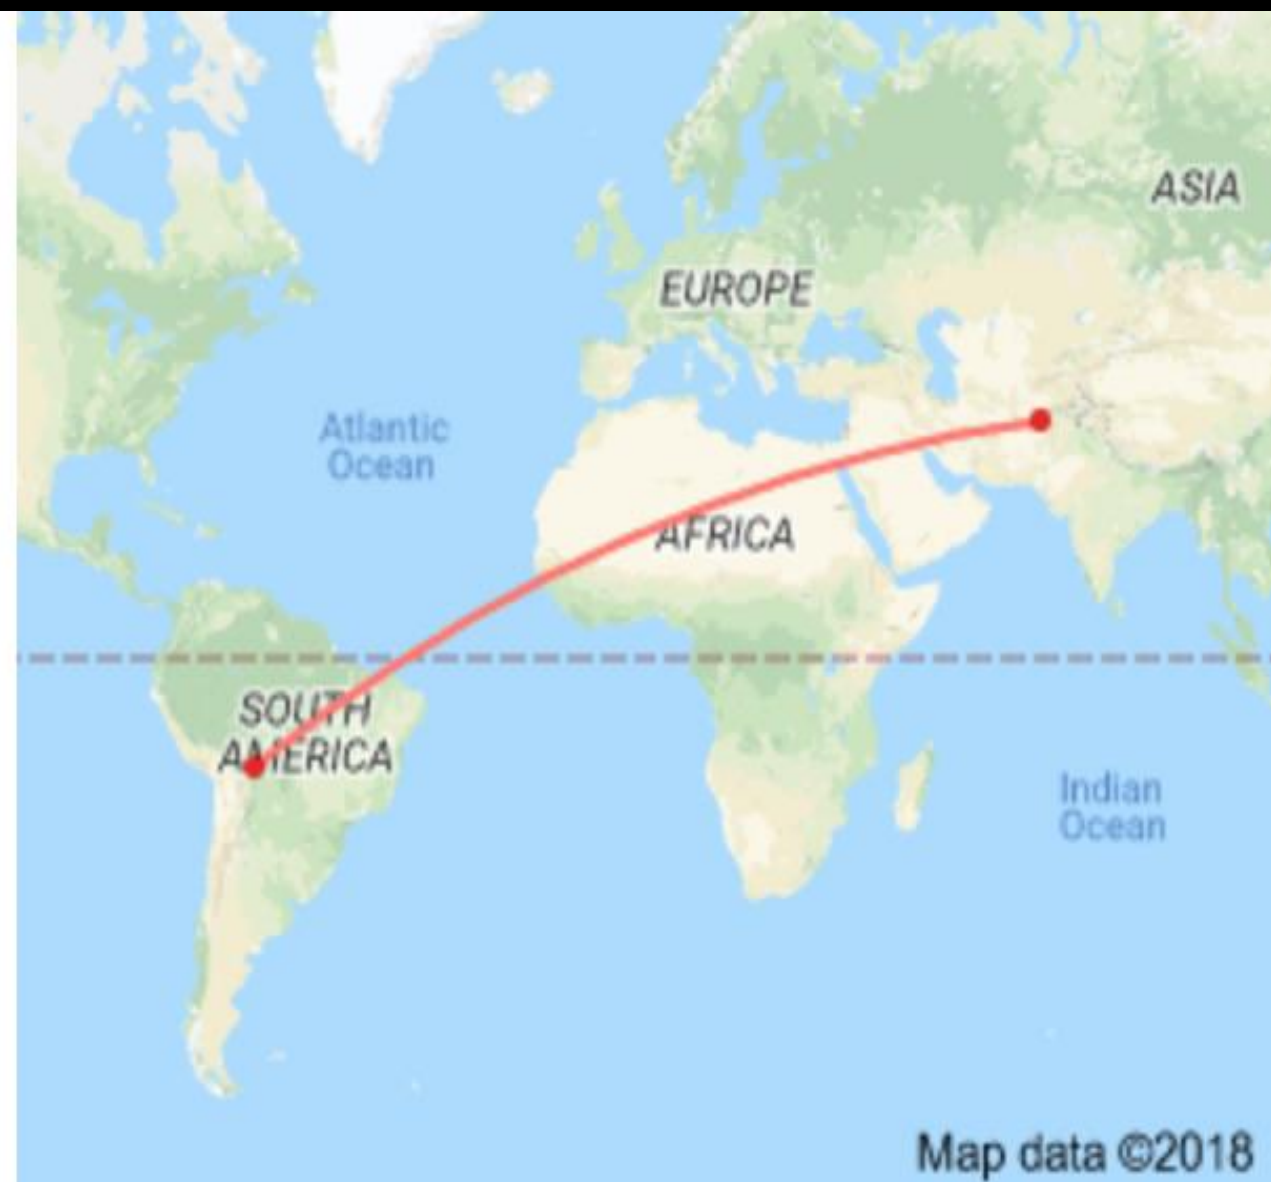 ASIA
EUROPE
Atlantic
Ocean
AFRICA
SOUTH
AMERICA
Indian
Ocean
Map data ©2018